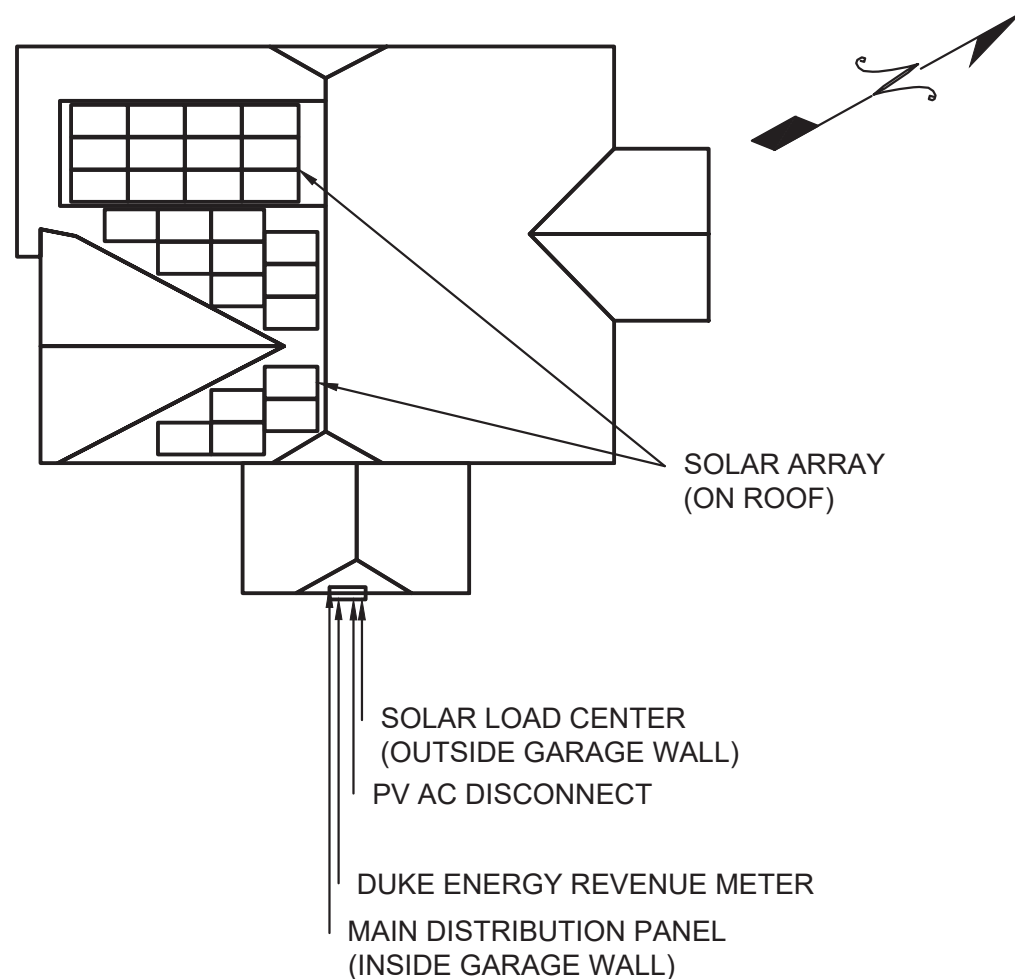 SOLAR ARRAY
(ON ROOF)
SOLAR LOAD CENTER
(OUTSIDE GARAGE WALL)
PV AC DISCONNECT
DUKE ENERGY REVENUE METER
MAIN DISTRIBUTION PANEL
(INSIDE GARAGE WALL)